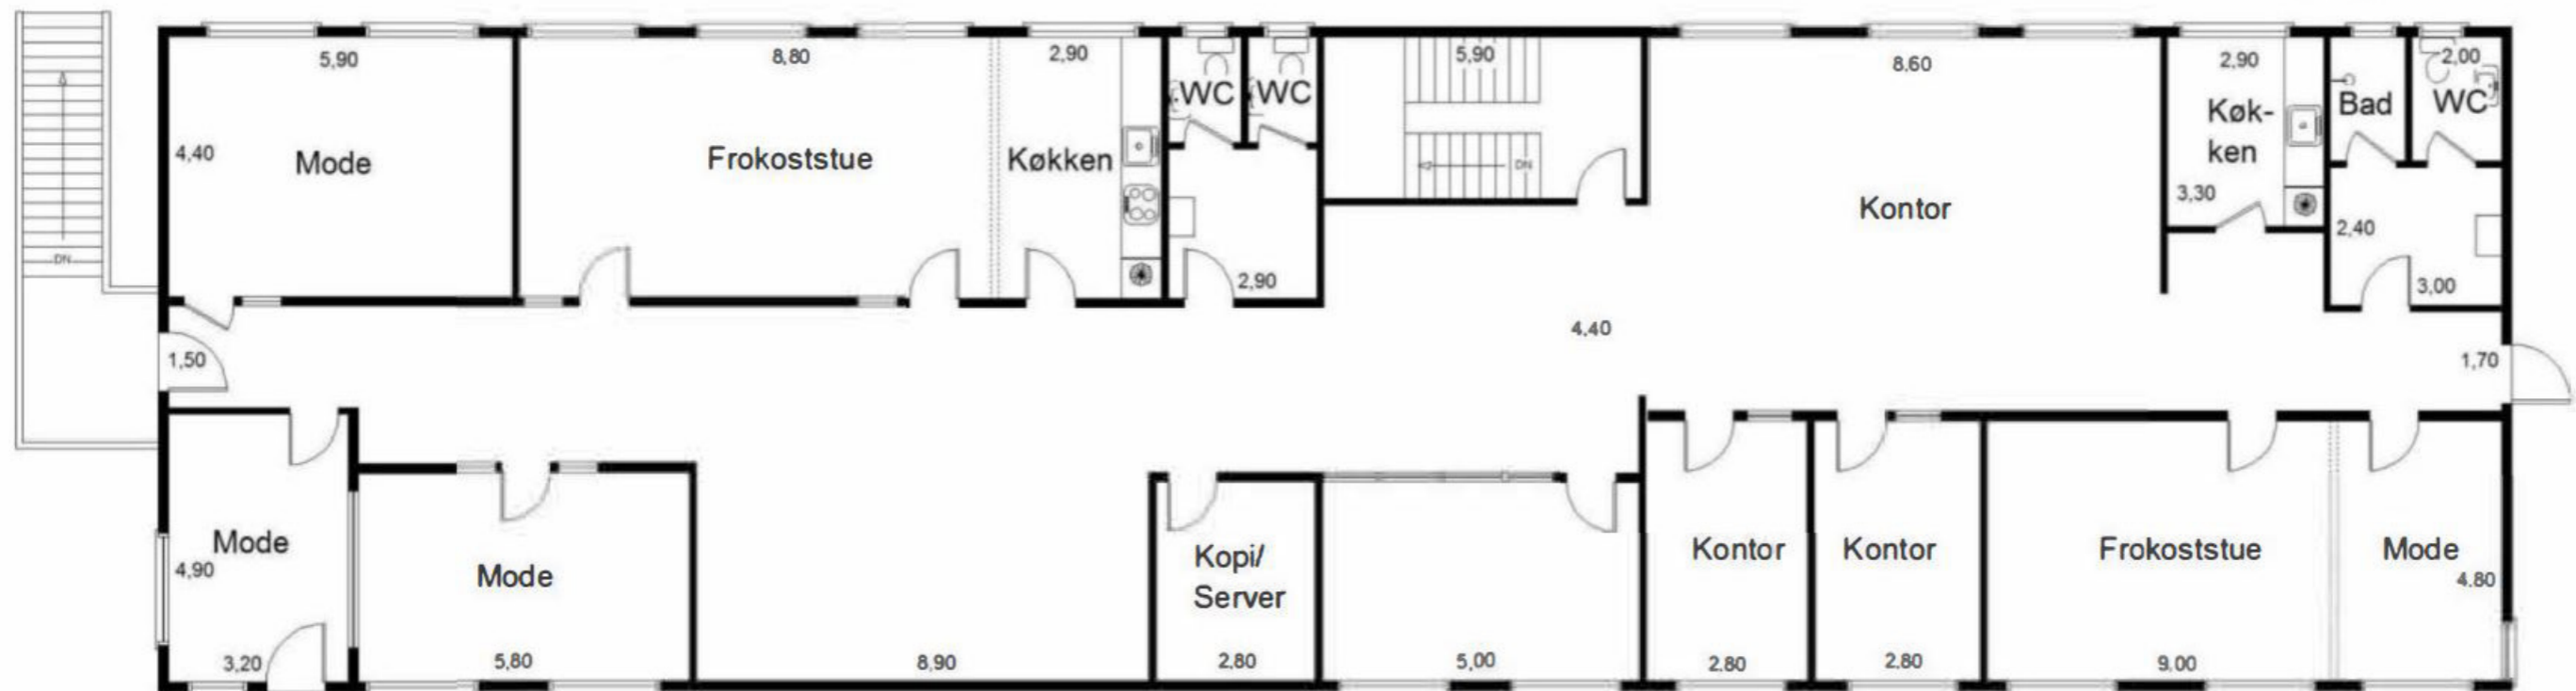 5,90
8,80
2,90
5,90
8,60
2,90
2,00
WC
WC
Køk-
ken
Bad
WC
4,40
Mode
Frokoststue
Køkken
DN
Kontor
3,30
2,40
DN
2,90
3,00
4,40
1,50
1,70
Mode
4,90
Mode
Kopi/
Server
Kontor
Kontor
Frokoststue
Mode
4.80
3,20
5,80
8,90
2,80
5,00
2.80
2.80
9.00